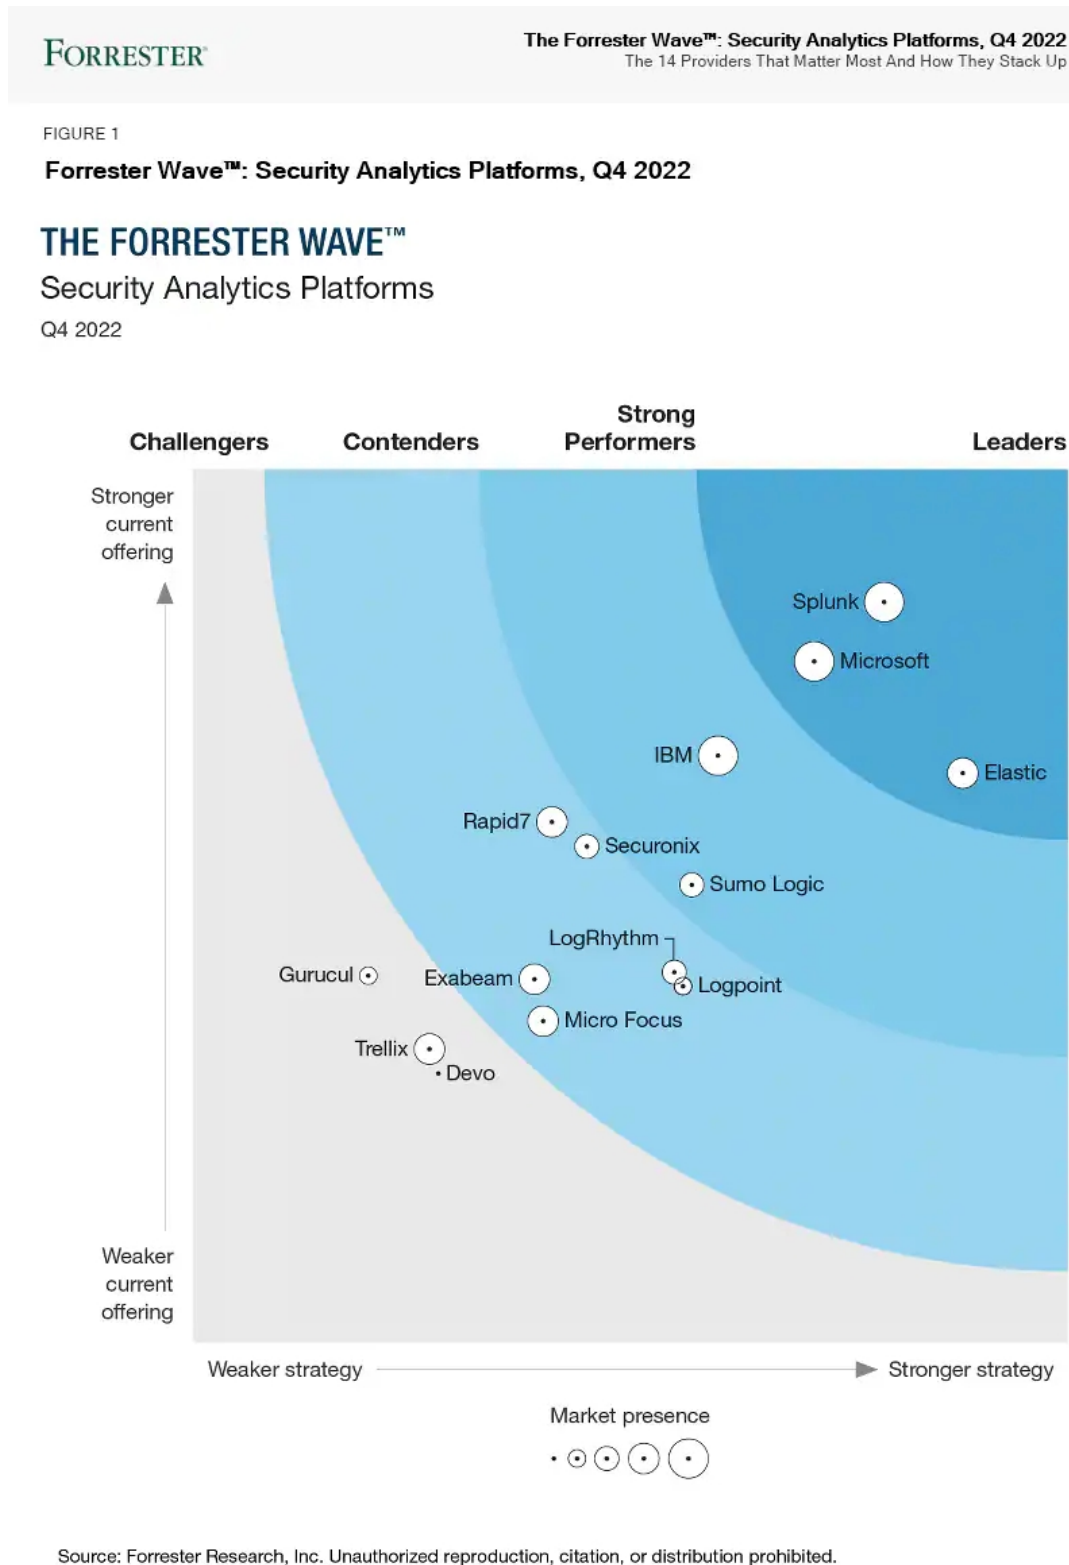 FORRESTER®
The Forrester Wave™: Security Analytics Platforms, Q4 2022
The 14 Providers That Matter Most And How They Stack Up
FIGURE 1
Forrester Wave™: Security Analytics Platforms, Q4 2022
THE FORRESTER WAVE™
Security Analytics Platforms
Q4 2022
Challengers
Contenders
Strong
Performers
Leaders
Stronger
current
offering
Splunk
Microsoft
IBM
Elastic
Rapid7
Securonix
Sumo Logic
LogRhythm
Gurucul
Exabeam
Logpoint
Micro Focus
Trellix
Devo
Weaker
current
offering
Weaker strategy
Stronger strategy
Market presence
Source: Forrester Research, Inc. Unauthorized reproduction, citation, or distribution prohibited.